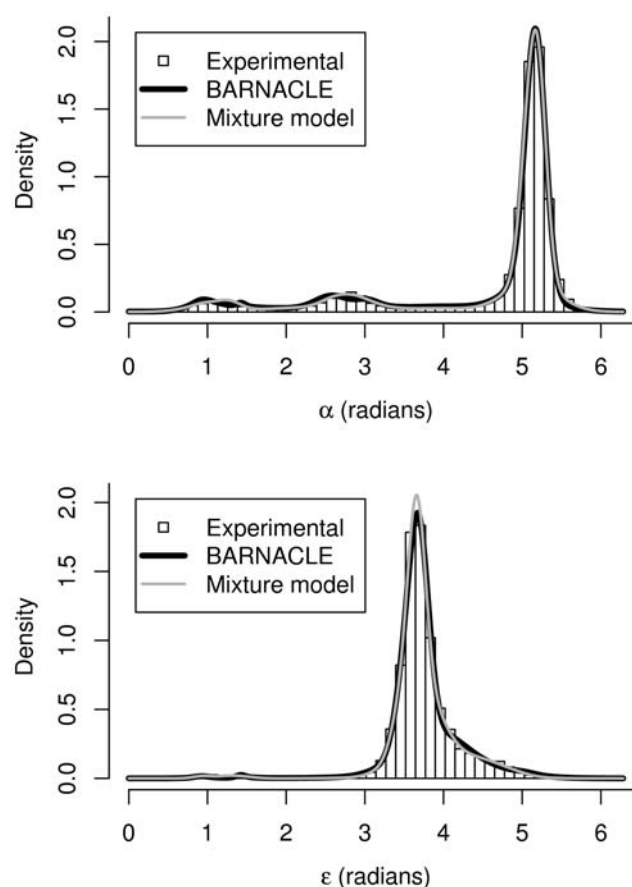 2.0
1.5
1.0
0.5
0.0
Density
Experimental
BARNACLE
Mixture model
0 1 2 3 4 5 6
α (radians)
2.0
1.5
1.0
0.5
0.0
Density
Experimental
BARNACLE
Mixture model
0 1 2 3 4 5 6
ε (radians)